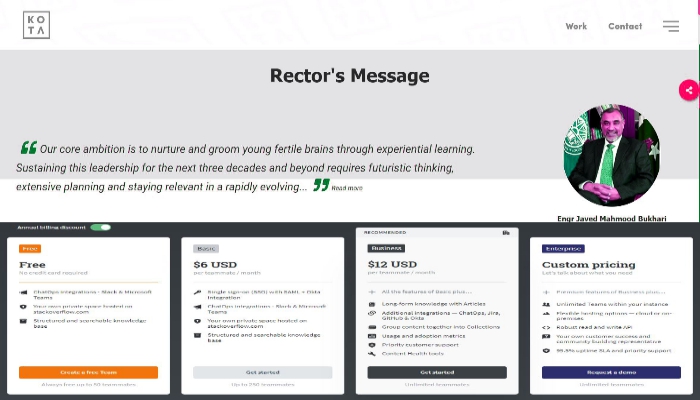 KO
TA
Work
Contact
Rector's Message
Our core ambition is to nurture and groom young fertile brains through experiential learning.
Sustaining this leadership for the next three decades and beyond requires futuristic thinking,
extensive planning and staying relevant in a rapidly evolving... Read more
Engr Javed Mahmood Bukhari
Annual billing discount
Free
Free
No credit card required
ChatOps integrations - Slack & Microsoft
Teams
Your own private space hosted on
stackoverflow.com
Structured and searchable knowledge
base
Create a free Team
Always free up to 50 teammates
Basic
$6 USD
per teammate / month
Single sign-on (SSO) with SAML + Okta
Integration
ChatOps integrations - Slack & Microsoft
Teams
Your own private space hosted on
stackoverflow.com
Structured and searchable knowledge
base
Get started
Up to 250 teammates
RECOMMENDED
Business
$12 USD
per teammate / month
All the features of Basic plus...
Long-form knowledge with Articles
Additional integrations — ChatOps, Jira,
GitHub & Okta
Group content together into Collections
Usage and adoption metrics
Priority customer support
Content Health tools
Get started
Unlimited teammates
Enterprise
Custom pricing
Let's talk about what you need
Premium features of Business plus...
Unlimited Teams within your instance
Flexible hosting options — cloud or on-
premises
Robust read and write API
Your own customer success and
community building representative
99.5% uptime SLA and priority support
Request a demo
Unlimited teammates